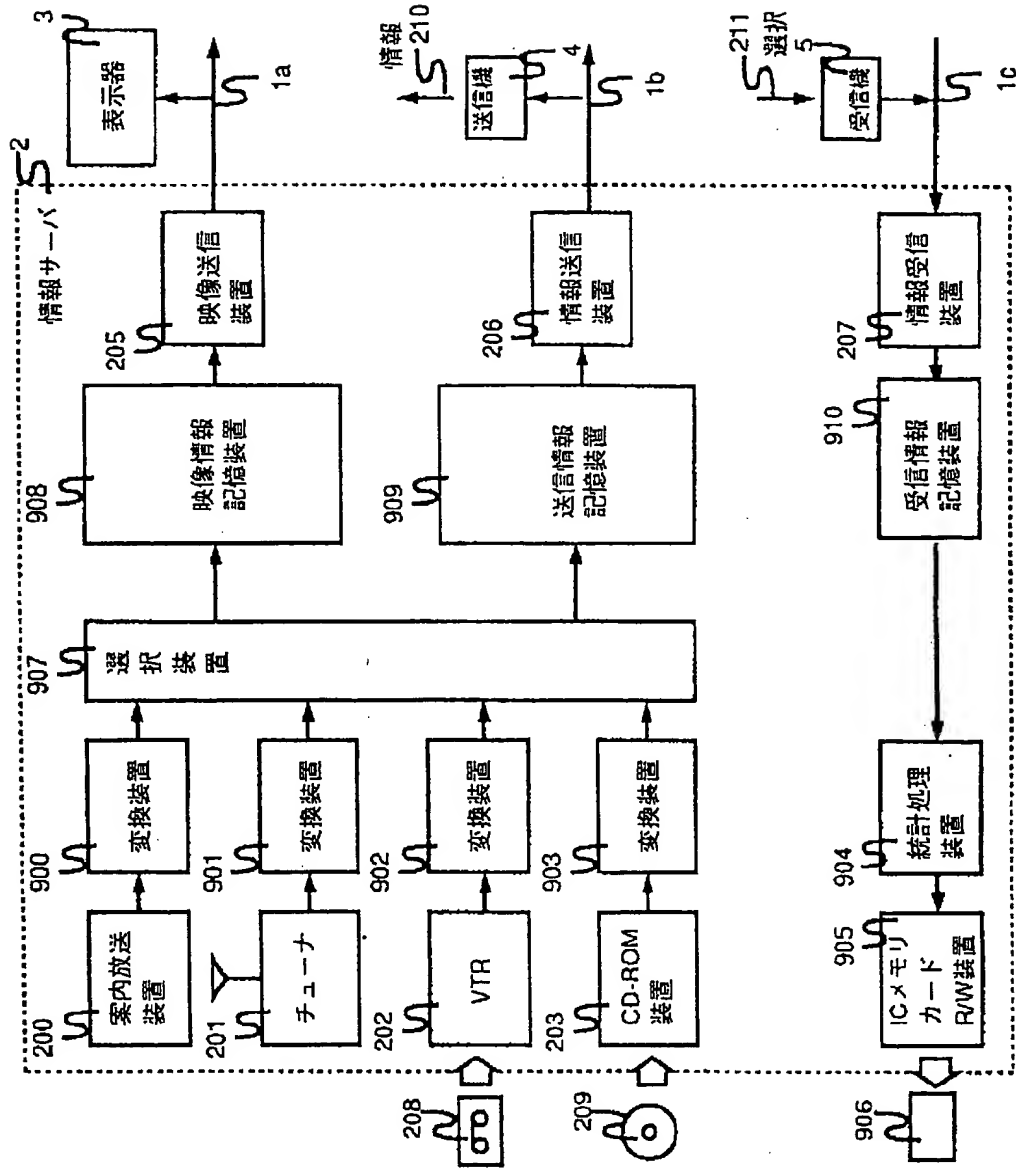 情報サーバ
2
3
表示器
1a
情報
210
送信機
4
1b
211
選択
5
受信機
1c
200
案内放送
装置
900
変換装置
907
選択装置
908
映像情報
記憶装置
205
映像送信
装置
201
チューナ
901
変換装置
202
VTR
902
変換装置
208
909
送信情報
記憶装置
206
情報送信
装置
203
CD-ROM
装置
903
変換装置
209
905
ICメモリ
カード
R/W装置
904
統計処理
装置
910
受信情報
記憶装置
207
情報受信
装置
906